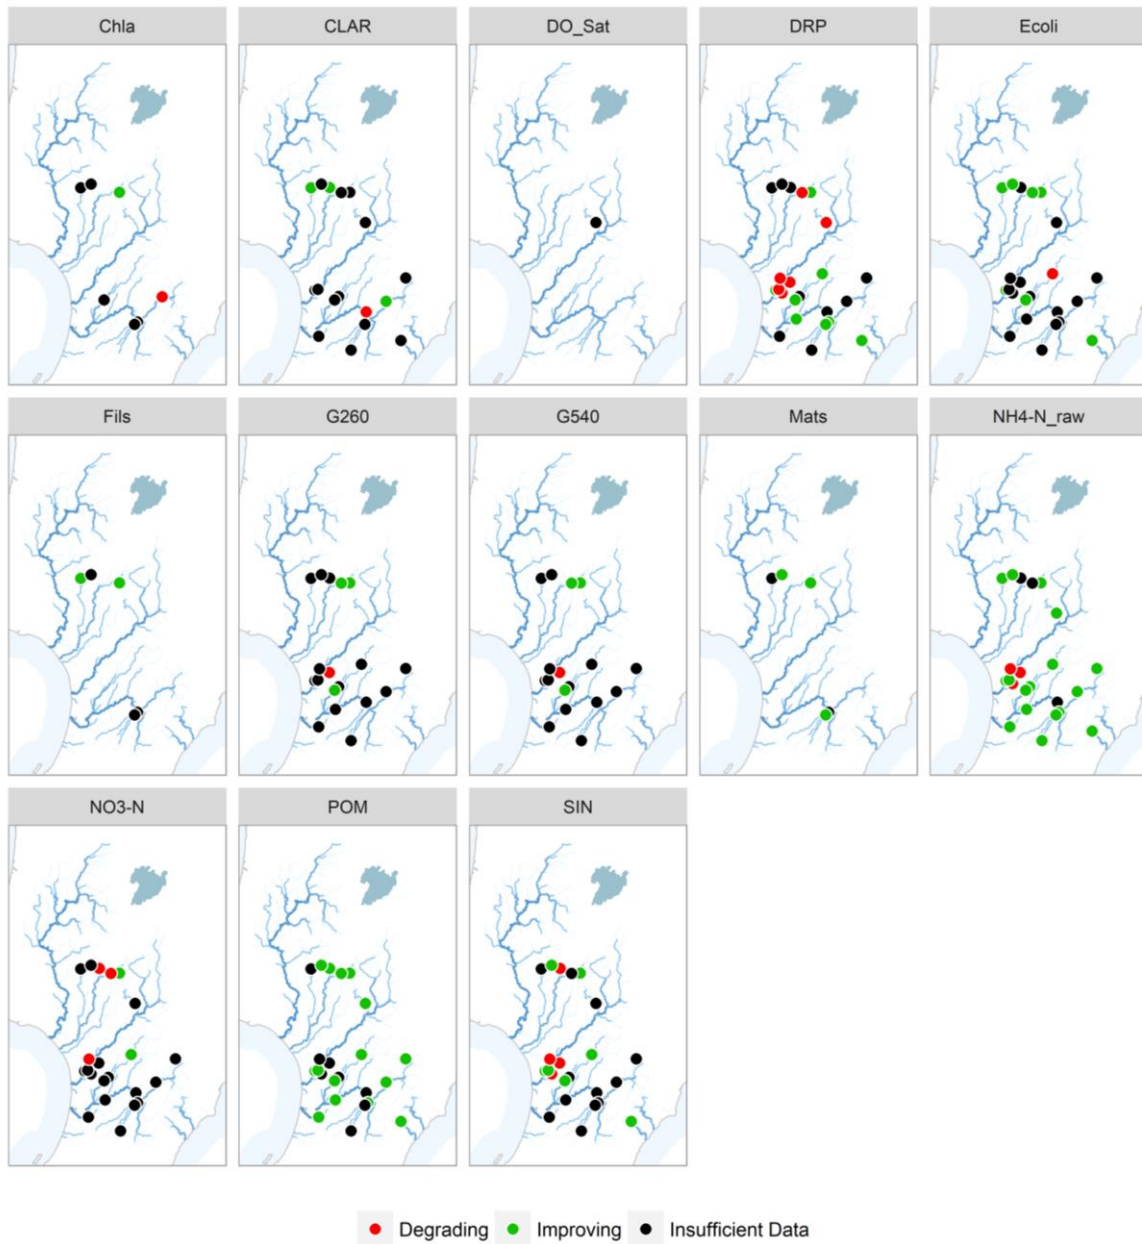 Chla CLAR DO_Sat DRP Ecoli
Fils G260 G540 Mats NH4-N_raw
NO3-N POM SIN
Degrading Improving Insufficient Data